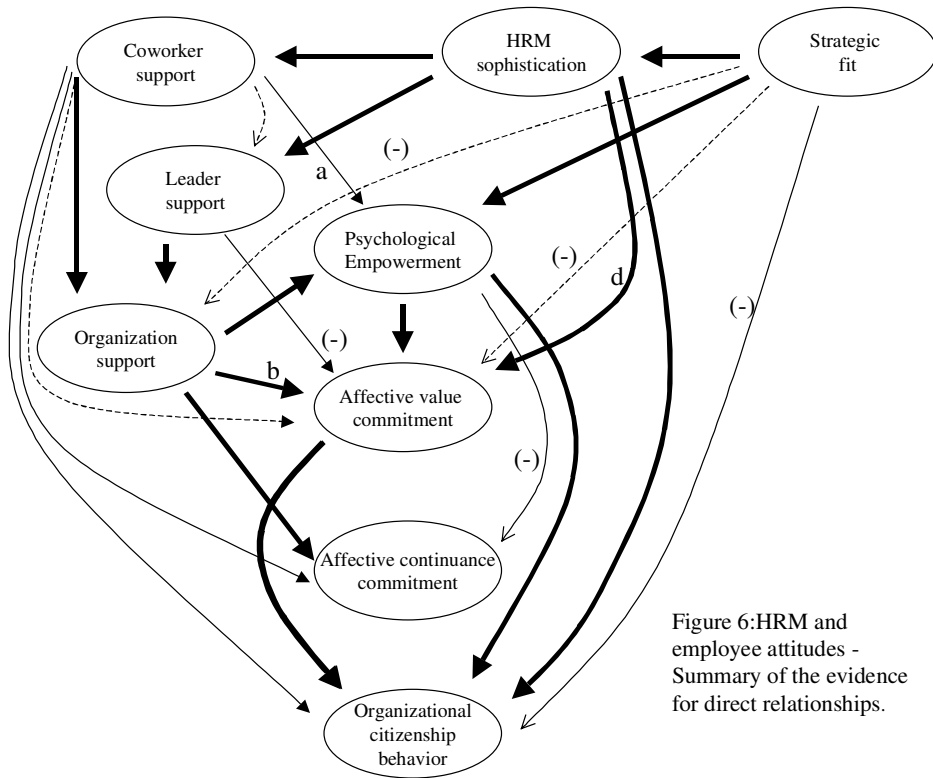 Coworker
support
HRM
sophistication
Strategic
fit
Leader
support
a
(-)
Psychological
Empowerment
(-)
d
(-)
Organization
support
(-)
b
Affective value
commitment
(-)
Affective continuance
commitment
Figure 6:HRM and
employee attitudes -
Summary of the evidence
for direct relationships.
Organizational
citizenship
behavior